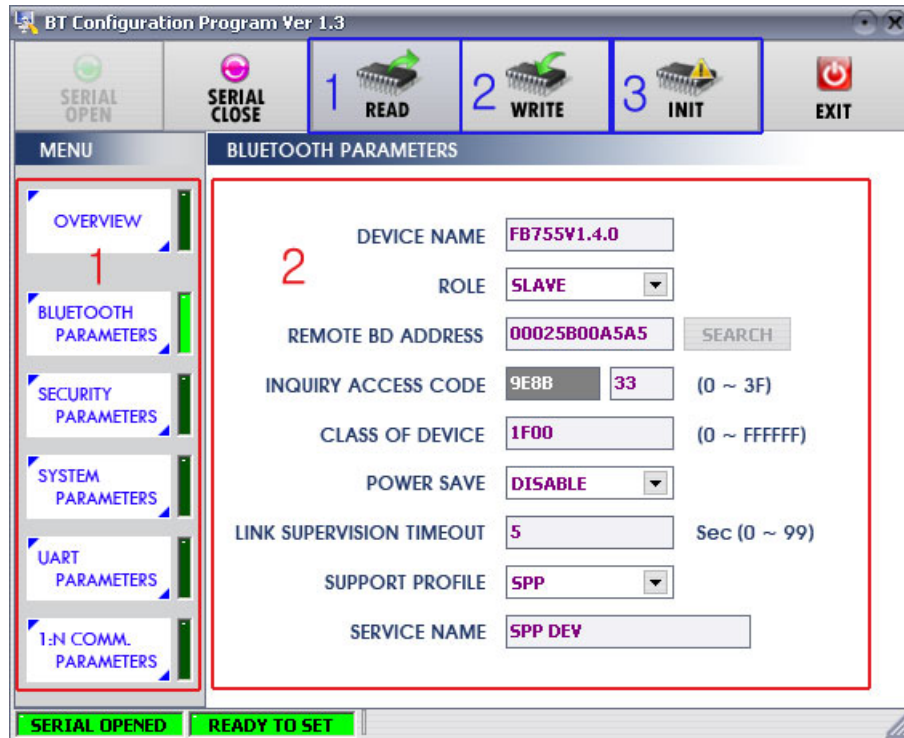 BT Configuration Program Ver 1.3
SERIAL OPEN
SERIAL CLOSE
1 READ
2 WRITE
3 INIT
EXIT
MENU
BLUETOOTH PARAMETERS
OVERVIEW
1
BLUETOOTH
PARAMETERS
SECURITY
PARAMETERS
SYSTEM
PARAMETERS
UART
PARAMETERS
1:N COMM.
PARAMETERS
2
DEVICE NAME FB755V1.4.0
ROLE SLAVE
REMOTE BD ADDRESS 00025B00A5A5 SEARCH
INQUIRY ACCESS CODE 9E8B 33 (0 ~ 3F)
CLASS OF DEVICE 1F00 (0 ~ FFFFFF)
POWER SAVE DISABLE
LINK SUPERVISION TIMEOUT 5 Sec (0 ~ 99)
SUPPORT PROFILE SPP
SERVICE NAME SPP DEV
SERIAL OPENED READY TO SET